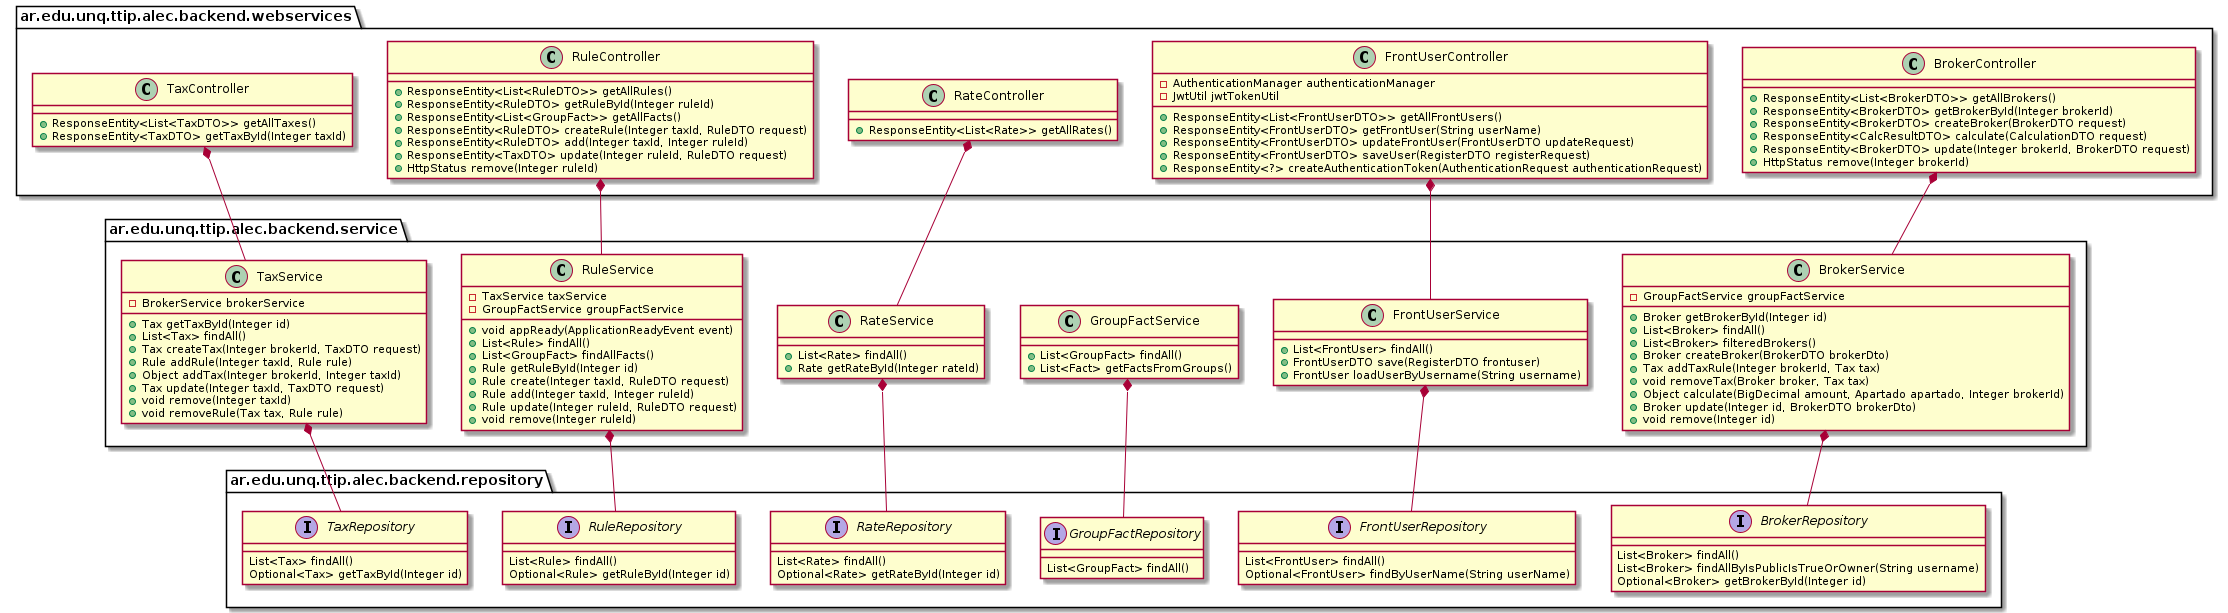 ar.edu.unq.ttip.alec.backend.webservices
C TaxController
ResponseEntity<List<TaxDTO>> getAllTaxes()
ResponseEntity<TaxDTO> getTaxById(Integer taxId)
C RuleController
ResponseEntity<List<RuleDTO>> getAllRules()
ResponseEntity<RuleDTO> getRuleById(Integer ruleId)
ResponseEntity<List<GroupFact>> getAllFacts()
ResponseEntity<RuleDTO> createRule(Integer taxId, RuleDTO request)
ResponseEntity<RuleDTO> add(Integer taxId, Integer ruleId)
ResponseEntity<TaxDTO> update(Integer ruleId, RuleDTO request)
HttpStatus remove(Integer ruleId)
C RateController
ResponseEntity<List<Rate>> getAllRates()
C FrontUserController
AuthenticationManager authenticationManager
JwtUtil jwtTokenUtil
ResponseEntity<List<FrontUserDTO>> getAllFrontUsers()
ResponseEntity<FrontUserDTO> getFrontUser(String userName)
ResponseEntity<FrontUserDTO> updateFrontUser(FrontUserDTO updateRequest)
ResponseEntity<FrontUserDTO> saveUser(RegisterDTO registerRequest)
ResponseEntity<?> createAuthenticationToken(AuthenticationRequest authenticationRequest)
C BrokerController
ResponseEntity<List<BrokerDTO>> getAllBrokers()
ResponseEntity<BrokerDTO> getBrokerById(Integer brokerId)
ResponseEntity<BrokerDTO> createBroker(BrokerDTO request)
ResponseEntity<CalcResultDTO> calculate(CalculationDTO request)
ResponseEntity<BrokerDTO> update(Integer brokerId, BrokerDTO request)
HttpStatus remove(Integer brokerId)
ar.edu.unq.ttip.alec.backend.service
C TaxService
BrokerService brokerService
Tax getTaxById(Integer id)
List<Tax> findAll()
Tax createTax(Integer brokerId, TaxDTO request)
Rule addRule(Integer taxId, Rule rule)
Object addTax(Integer brokerId, Integer taxId)
Tax update(Integer taxId, TaxDTO request)
void remove(Integer taxId)
void removeRule(Tax tax, Rule rule)
C RuleService
TaxService taxService
GroupFactService groupFactService
void appReady(ApplicationReadyEvent event)
List<Rule> findAll()
List<GroupFact> findAllFacts()
Rule getRuleById(Integer id)
Rule create(Integer taxId, RuleDTO request)
Rule add(Integer taxId, Integer ruleId)
Rule update(Integer ruleId, RuleDTO request)
void remove(Integer ruleId)
C RateService
List<Rate> findAll()
Rate getRateById(Integer rateId)
C GroupFactService
List<GroupFact> findAll()
List<Fact> getFactsFromGroups()
C FrontUserService
List<FrontUser> findAll()
FrontUserDTO save(RegisterDTO frontuser)
FrontUser loadUserByUsername(String username)
C BrokerService
GroupFactService groupFactService
Broker getBrokerById(Integer id)
List<Broker> findAll()
List<Broker> filteredBrokers()
Broker createBroker(BrokerDTO brokerDto)
Tax addTaxRule(Integer brokerId, Tax tax)
void removeTax(Broker broker, Tax tax)
Object calculate(BigDecimal amount, Apartado apartado, Integer brokerId)
Broker update(Integer id, BrokerDTO brokerDto)
void remove(Integer id)
ar.edu.unq.ttip.alec.backend.repository
I TaxRepository
List<Tax> findAll()
Optional<Tax> getTaxById(Integer id)
I RuleRepository
List<Rule> findAll()
Optional<Rule> getRuleById(Integer id)
I RateRepository
List<Rate> findAll()
Optional<Rate> getRateById(Integer id)
I GroupFactRepository
List<GroupFact> findAll()
I FrontUserRepository
List<FrontUser> findAll()
Optional<FrontUser> findByUserName(String userName)
I BrokerRepository
List<Broker> findAll()
List<Broker> findAllByIsPublicIsTrueOrOwner(String username)
Optional<Broker> getBrokerById(Integer id)